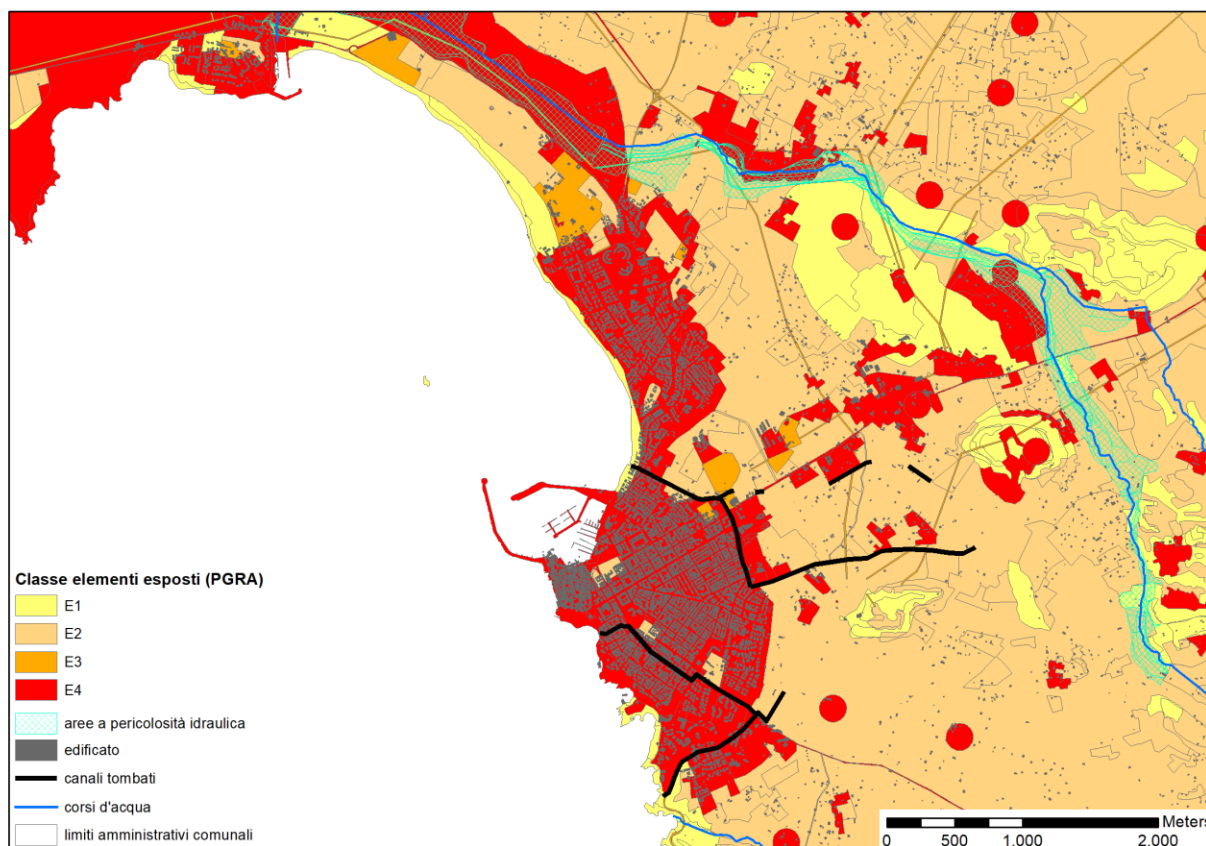 Classe elementi esposti (PGRA)
E1
E2
E3
E4
aree a pericolosità idraulica
edificato
canali tombati
corsi d'acqua
limiti amministrativi comunali
Meters
0 500 1.000 2.000